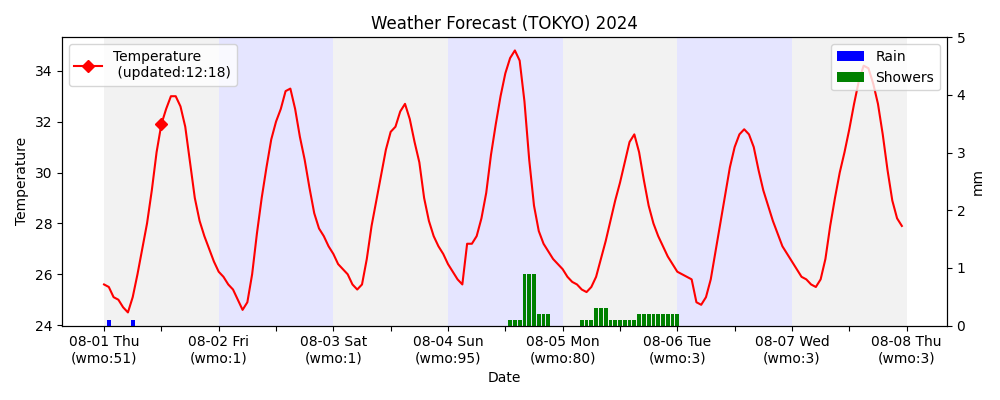 Weather Forecast (TOKYO) 2024
Temperature
(updated:12:18)
Rain
Showers
Temperature
34
32
30
28
26
24
5
4
3
2
1
0
mm
08-01 Thu
(wmo:51)
08-02 Fri
(wmo:1)
08-03 Sat
(wmo:1)
08-04 Sun
(wmo:95)
08-05 Mon
(wmo:80)
08-06 Tue
(wmo:3)
08-07 Wed
(wmo:3)
08-08 Thu
(wmo:3)
Date